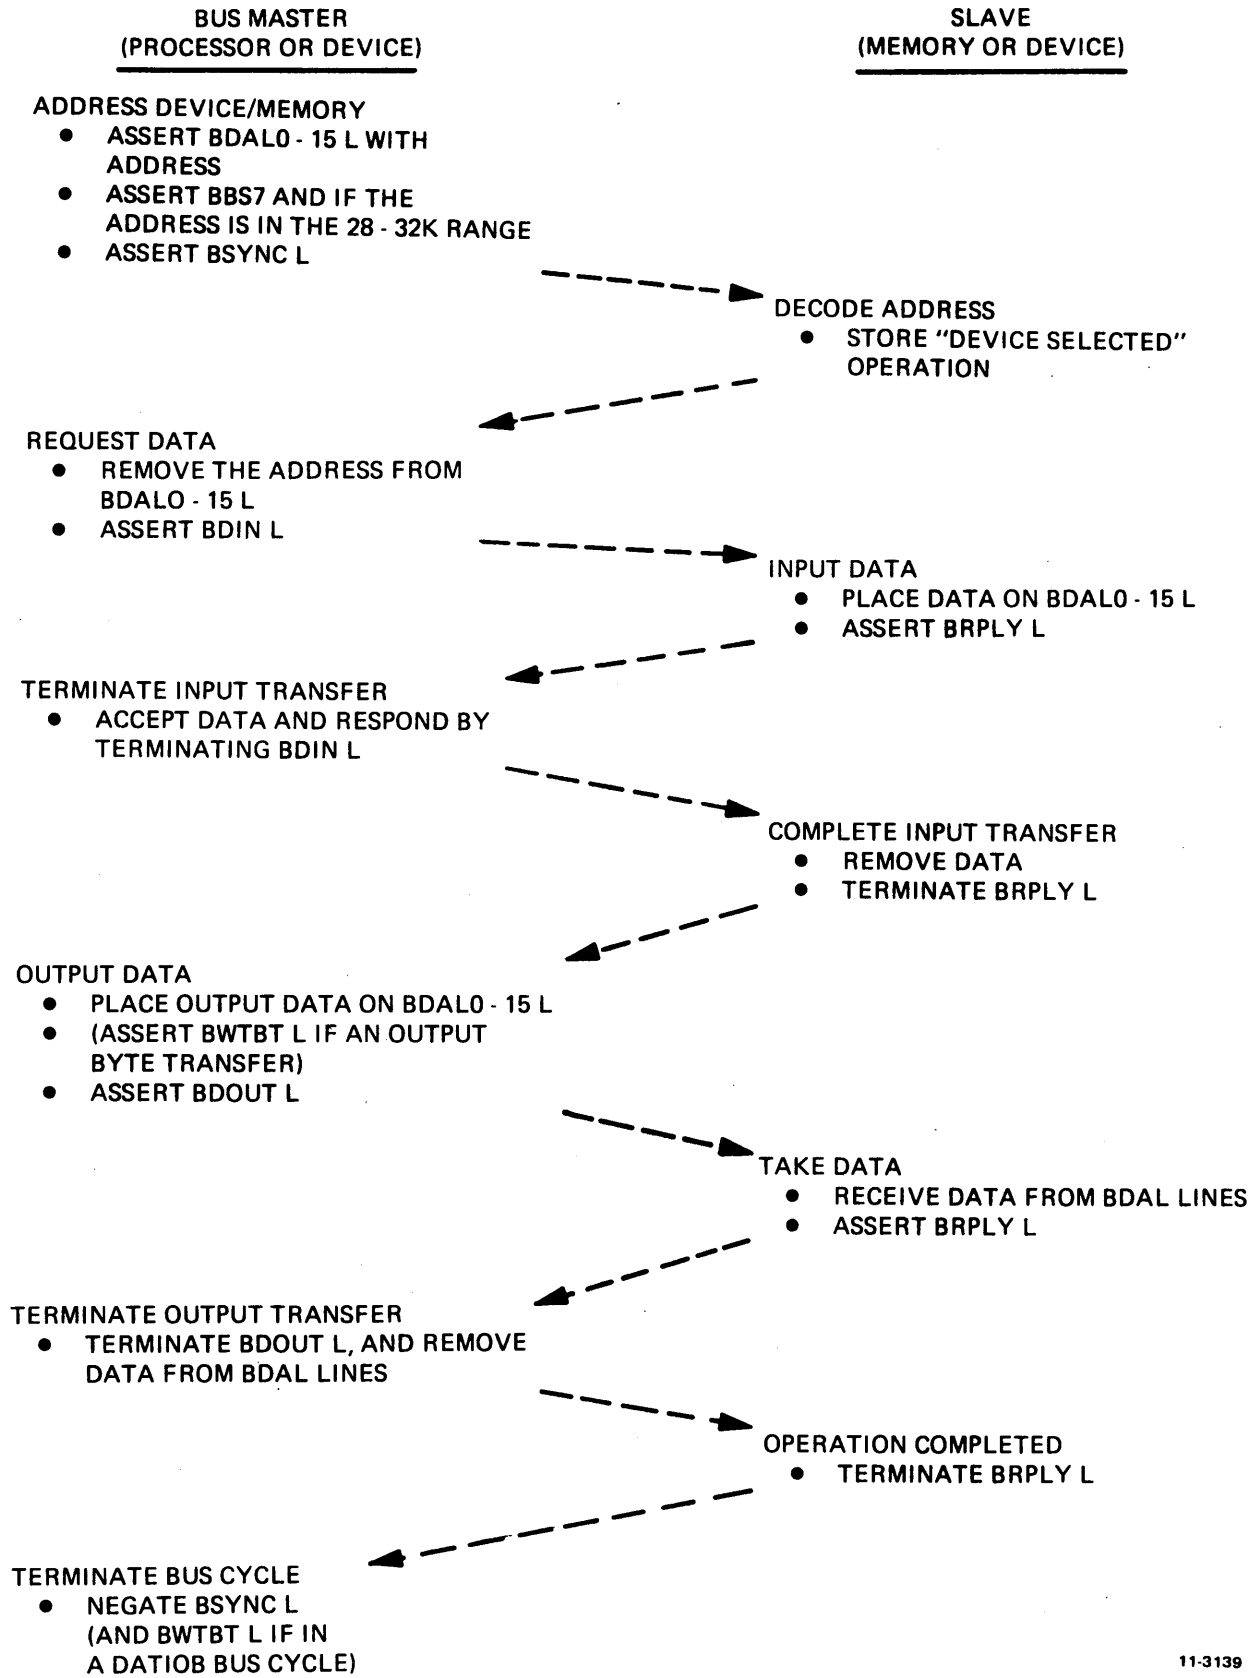 BUS MASTER
(PROCESSOR OR DEVICE)
SLAVE
(MEMORY OR DEVICE)
ADDRESS DEVICE/MEMORY
● ASSERT BDAL0 - 15 L WITH
ADDRESS
● ASSERT BBS7 AND IF THE
ADDRESS IS IN THE 28 - 32K RANGE
● ASSERT BSYNC L
DECODE ADDRESS
● STORE "DEVICE SELECTED"
OPERATION
REQUEST DATA
● REMOVE THE ADDRESS FROM
BDALO - 15 L
● ASSERT BDIN L
INPUT DATA
● PLACE DATA ON BDAL0 - 15 L
● ASSERT BRPLY L
TERMINATE INPUT TRANSFER
● ACCEPT DATA AND RESPOND BY
TERMINATING BDIN L
COMPLETE INPUT TRANSFER
● REMOVE DATA
● TERMINATE BRPLY L
OUTPUT DATA
● PLACE OUTPUT DATA ON BDAL0 - 15 L
● (ASSERT BWTBT L IF AN OUTPUT
BYTE TRANSFER)
● ASSERT BDOUT L
TAKE DATA
● RECEIVE DATA FROM BDAL LINES
● ASSERT BRPLY L
TERMINATE OUTPUT TRANSFER
● TERMINATE BDOUT L, AND REMOVE
DATA FROM BDAL LINES
OPERATION COMPLETED
● TERMINATE BRPLY L
TERMINATE BUS CYCLE
● NEGATE BSYNC L
(AND BWTBT L IF IN
A DATIOB BUS CYCLE)
11-3139